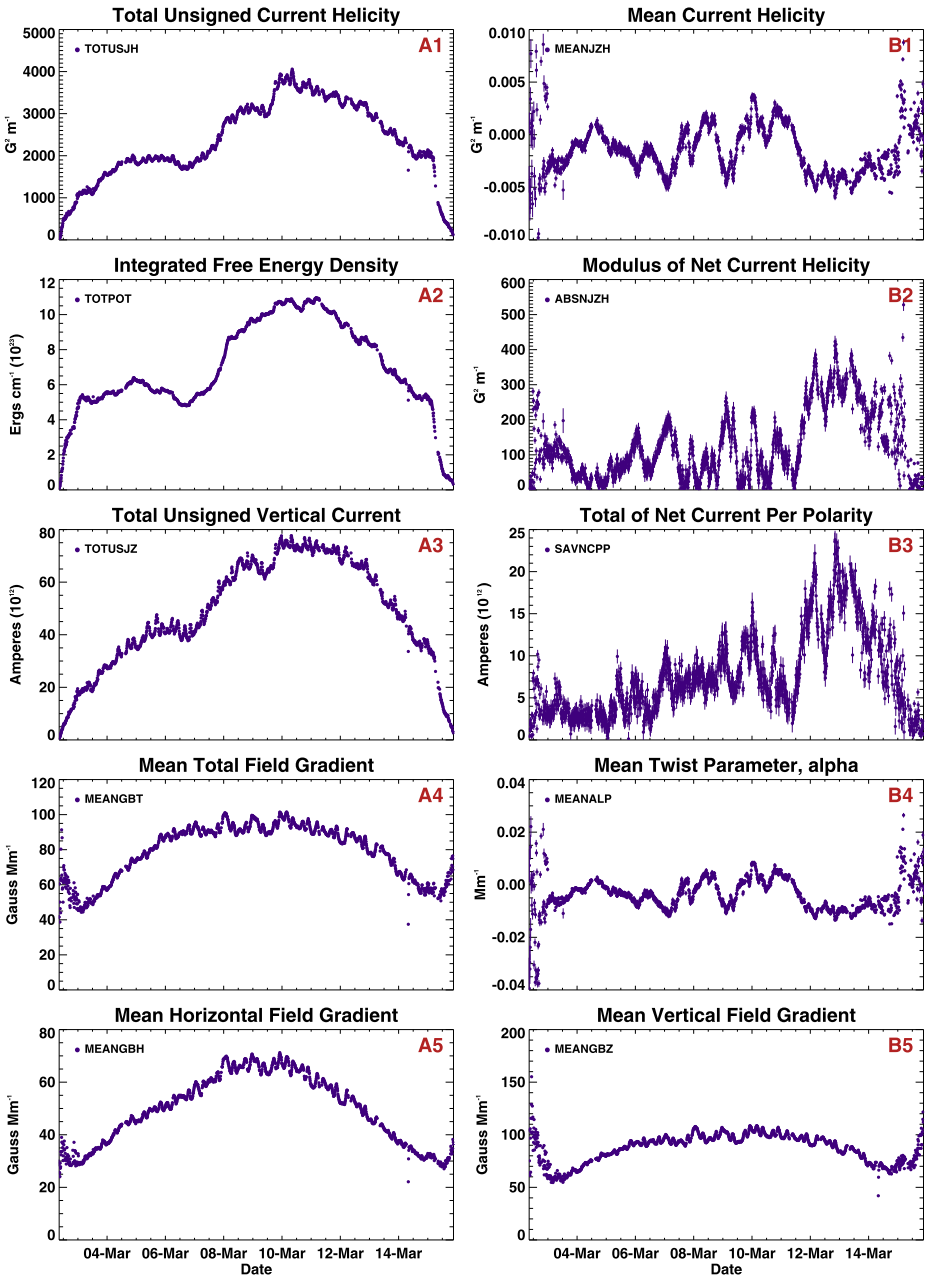 Total Unsigned Current Helicity
A1
TOTUSJH
5000
4000
3000
2000
1000
0
G² m⁻¹
Mean Current Helicity
B1
MEANJZH
0.010
0.005
0.000
-0.005
-0.010
G² m⁻¹
Integrated Free Energy Density
A2
TOTPOT
12
10
8
6
4
2
0
Ergs cm⁻¹ (10²³)
Modulus of Net Current Helicity
B2
ABSNJZH
600
500
400
300
200
100
0
G² m⁻¹
Total Unsigned Vertical Current
A3
TOTUSJZ
80
60
40
20
0
Amperes (10¹²)
Total of Net Current Per Polarity
B3
SAVNCPP
25
20
15
10
5
0
Amperes (10¹²)
Mean Total Field Gradient
A4
MEANGBT
120
100
80
60
40
20
0
Gauss Mm⁻¹
Mean Twist Parameter, alpha
B4
MEANALP
0.04
0.02
0.00
-0.02
-0.04
Mm⁻¹
Mean Horizontal Field Gradient
A5
MEANGBH
80
60
40
20
0
Gauss Mm⁻¹
04-Mar 06-Mar 08-Mar 10-Mar 12-Mar 14-Mar
Date
Mean Vertical Field Gradient
B5
MEANGBZ
200
150
100
50
0
Gauss Mm⁻¹
04-Mar 06-Mar 08-Mar 10-Mar 12-Mar 14-Mar
Date